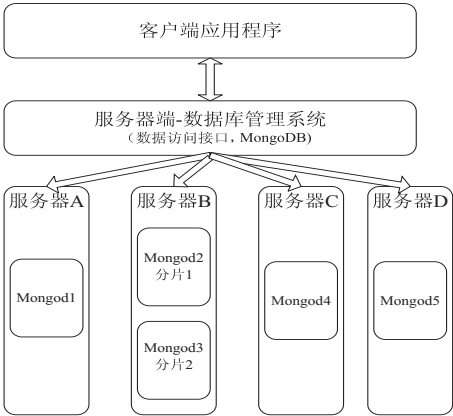 客户端应用程序
服务器端-数据库管理系统
（数据访问接口，MongoDB)
服务器A
服务器B
服务器C
服务器D
Mongod1
Mongod2
分片1
Mongod3
分片2
Mongod4
Mongod5